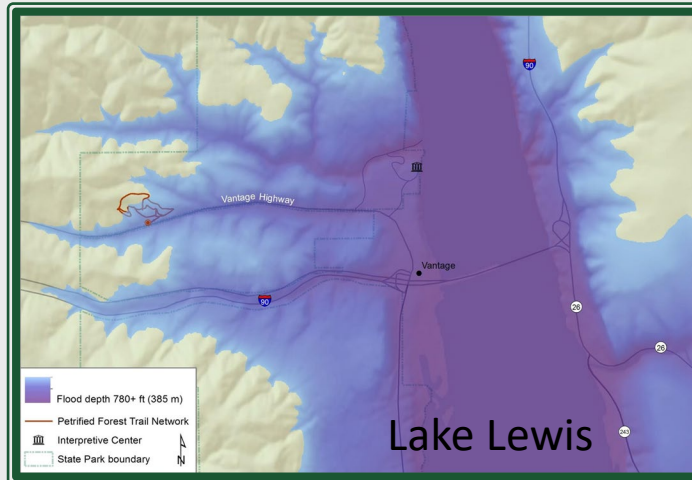 90
Vantage Highway
Vantage
90
26
26
Flood depth 780+ ft (385 m)
Petrified Forest Trail Network
Interpretive Center
State Park boundary
N
Lake Lewis
243